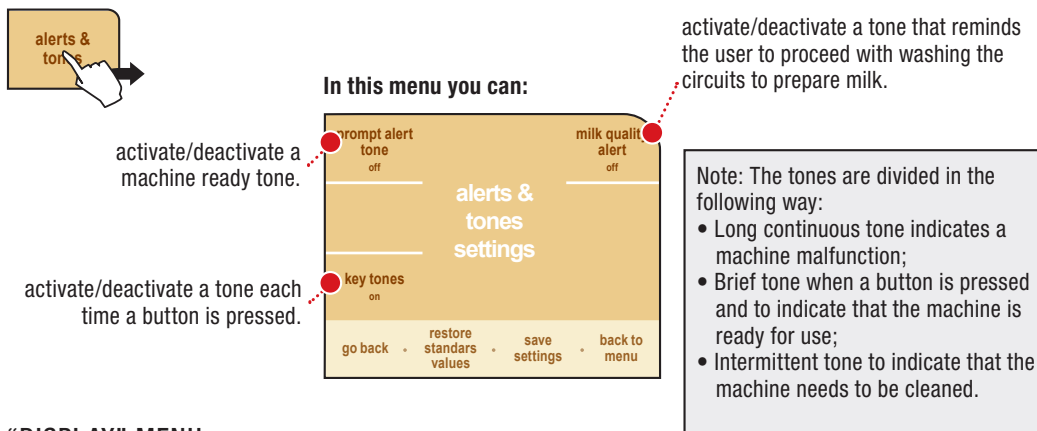 alerts &
tones
In this menu you can:
activate/deactivate a tone that reminds
the user to proceed with washing the
circuits to prepare milk.
activate/deactivate a
machine ready tone.
activate/deactivate a tone each
time a button is pressed.
prompt alert
tone
off
milk quality
alert
off
alerts &
tones
settings
key tones
on
go back
restore
standars
values
save
settings
back to
menu
Note: The tones are divided in the
following way:
• Long continuous tone indicates a
machine malfunction;
• Brief tone when a button is pressed
and to indicate that the machine is
ready for use;
• Intermittent tone to indicate that the
machine needs to be cleaned.
“DISPLAY” MENU